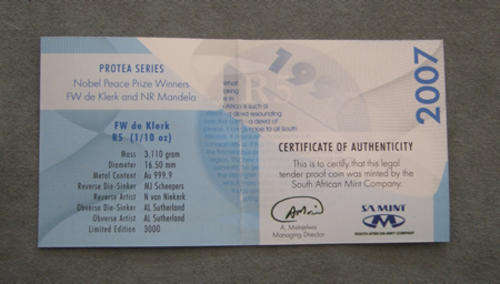 PROTEA SERIES
Nobel Peace Prize Winners
FW de Klerk and NR Mandela
FW de Klerk
R5 (1/10 oz)
Mass 3.110 gram
Diameter 16.50 mm
Metal Content Au 999.9
Reverse Die-Sinker MJ Scheepers
Reverse Artist N van Niekerk
Obverse Die-Sinker AL Sutherland
Obverse Artist AL Sutherland
Limited Edition 3000
R5
2007
CERTIFICATE OF AUTHENTICITY
This is to certify that this legal
tender proof coin was minted by the
South African Mint Company.
Managing Director
SA MINT
SOUTH AFRICAN MINT COMPANY